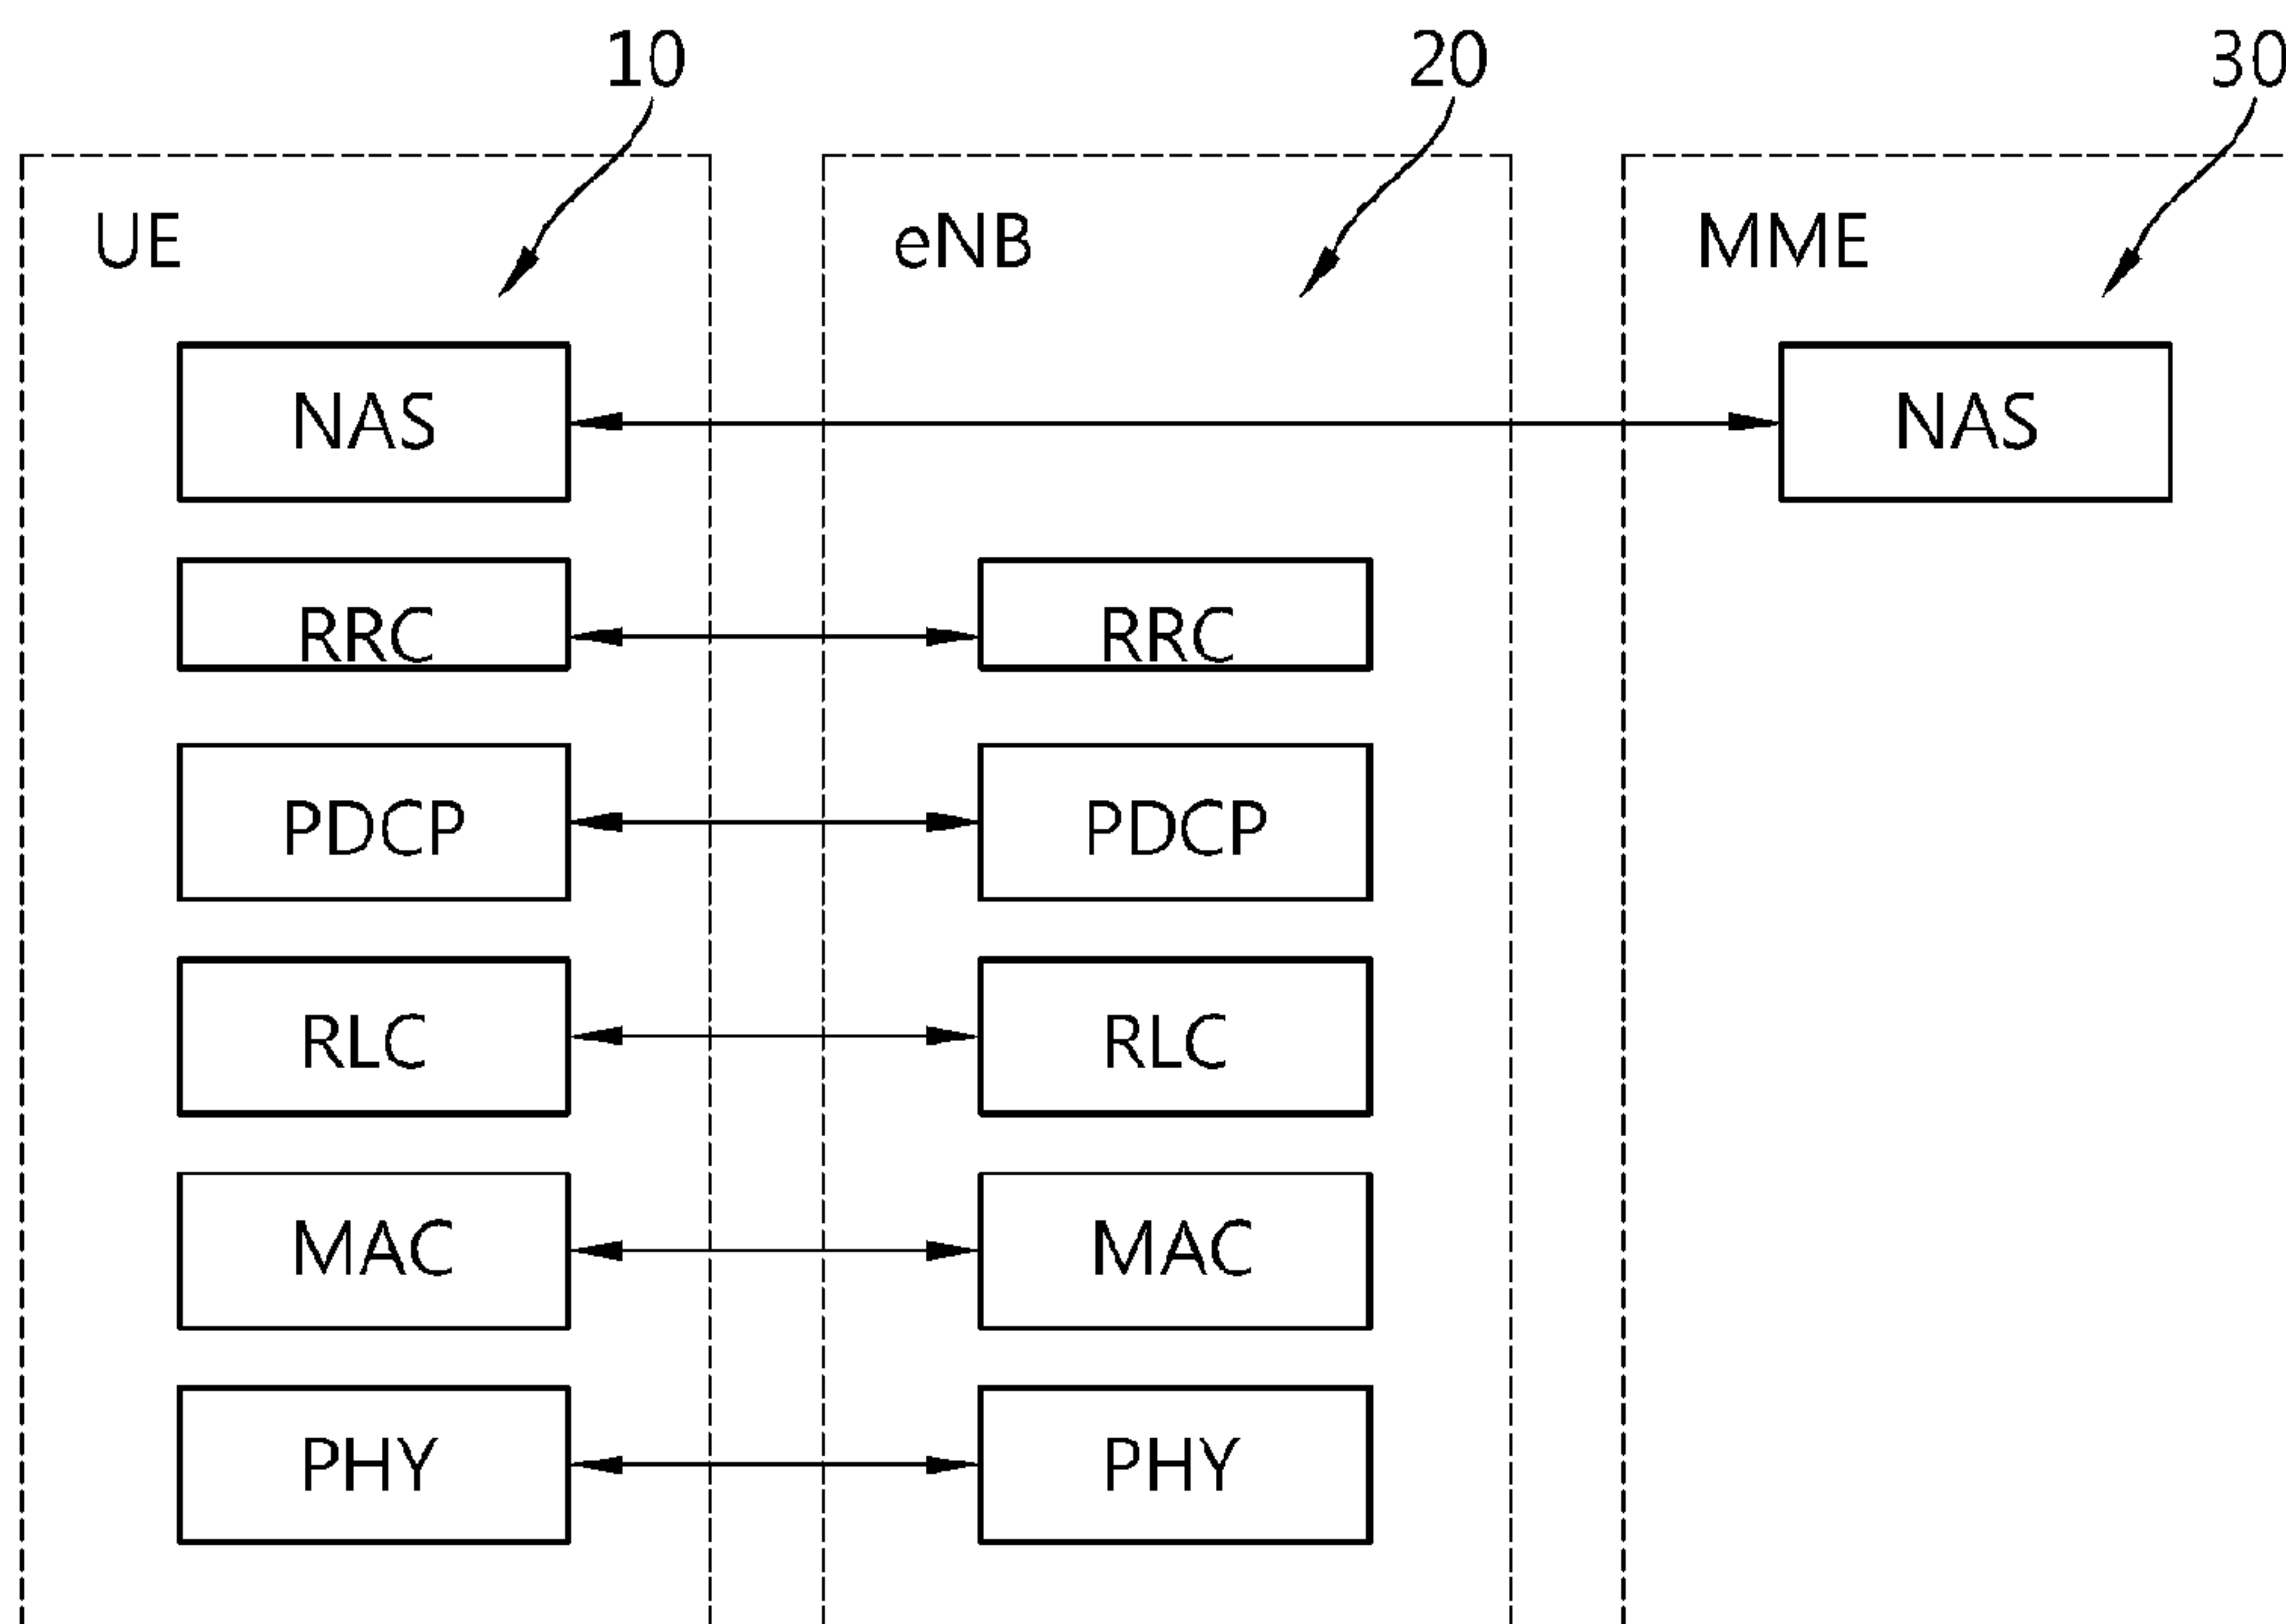 10 20 30
UE eNB MME
NAS NAS
RRC RRC
PDCP PDCP
RLC RLC
MAC MAC
PHY PHY